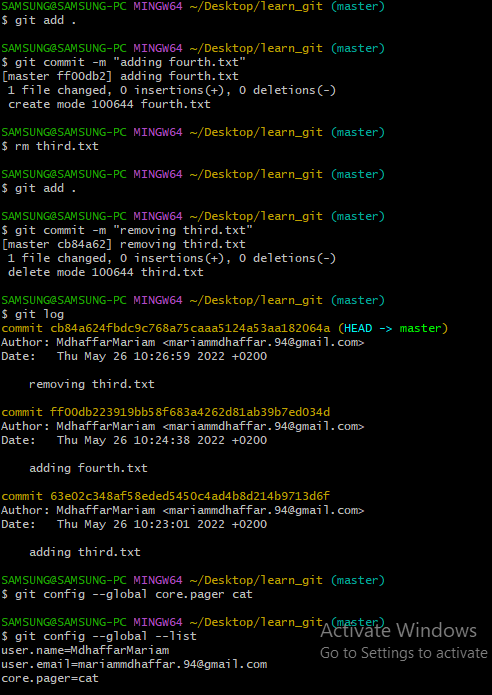 SAMSUNG@SAMSUNG-PC MINGW64 ~/Desktop/learn_git (master)
$ git add .

SAMSUNG@SAMSUNG-PC MINGW64 ~/Desktop/learn_git (master)
$ git commit -m "adding fourth.txt"
[master ff00db2] adding fourth.txt
 1 file changed, 0 insertions(+), 0 deletions(-)
 create mode 100644 fourth.txt

SAMSUNG@SAMSUNG-PC MINGW64 ~/Desktop/learn_git (master)
$ rm third.txt

SAMSUNG@SAMSUNG-PC MINGW64 ~/Desktop/learn_git (master)
$ git add .

SAMSUNG@SAMSUNG-PC MINGW64 ~/Desktop/learn_git (master)
$ git commit -m "removing third.txt"
[master cb84a62] removing third.txt
 1 file changed, 0 insertions(+), 0 deletions(-)
 delete mode 100644 third.txt

SAMSUNG@SAMSUNG-PC MINGW64 ~/Desktop/learn_git (master)
$ git log
commit cb84a624fbdc9c768a75caaa5124a53aa182064a (HEAD -> master)
Author: MdhaffarMariam <mariammdhaffar.94@gmail.com>
Date:   Thu May 26 10:26:59 2022 +0200

    removing third.txt

commit ff00db223919bb58f683a4262d81ab39b7ed034d
Author: MdhaffarMariam <mariammdhaffar.94@gmail.com>
Date:   Thu May 26 10:24:38 2022 +0200

    adding fourth.txt

commit 63e02c348af58eded5450c4ad4b8d214b9713d6f
Author: MdhaffarMariam <mariammdhaffar.94@gmail.com>
Date:   Thu May 26 10:23:01 2022 +0200

    adding third.txt

SAMSUNG@SAMSUNG-PC MINGW64 ~/Desktop/learn_git (master)
$ git config --global core.pager cat

SAMSUNG@SAMSUNG-PC MINGW64 ~/Desktop/learn_git (master)
$ git config --global --list
user.name=MdhaffarMariam
user.email=mariammdhaffar.94@gmail.com
core.pager=cat
Activate Windows
Go to Settings to activate